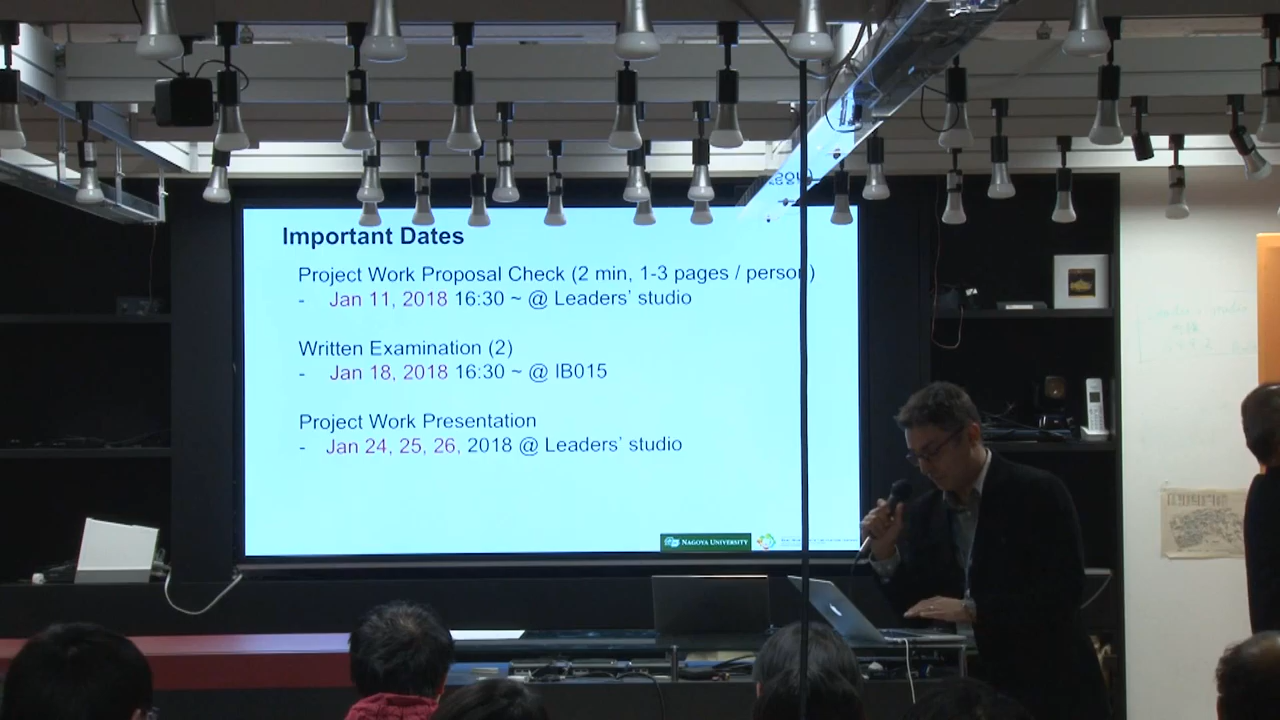 Important Dates
Project Work Proposal Check (2 min, 1-3 pages / person)
- Jan 11, 2018 16:30 ~ @ Leaders' studio
Written Examination (2)
- Jan 18, 2018 16:30 ~ @ IB015
Project Work Presentation
- Jan 24, 25, 26, 2018 @ Leaders' studio
NAGOYA UNIVERSITY